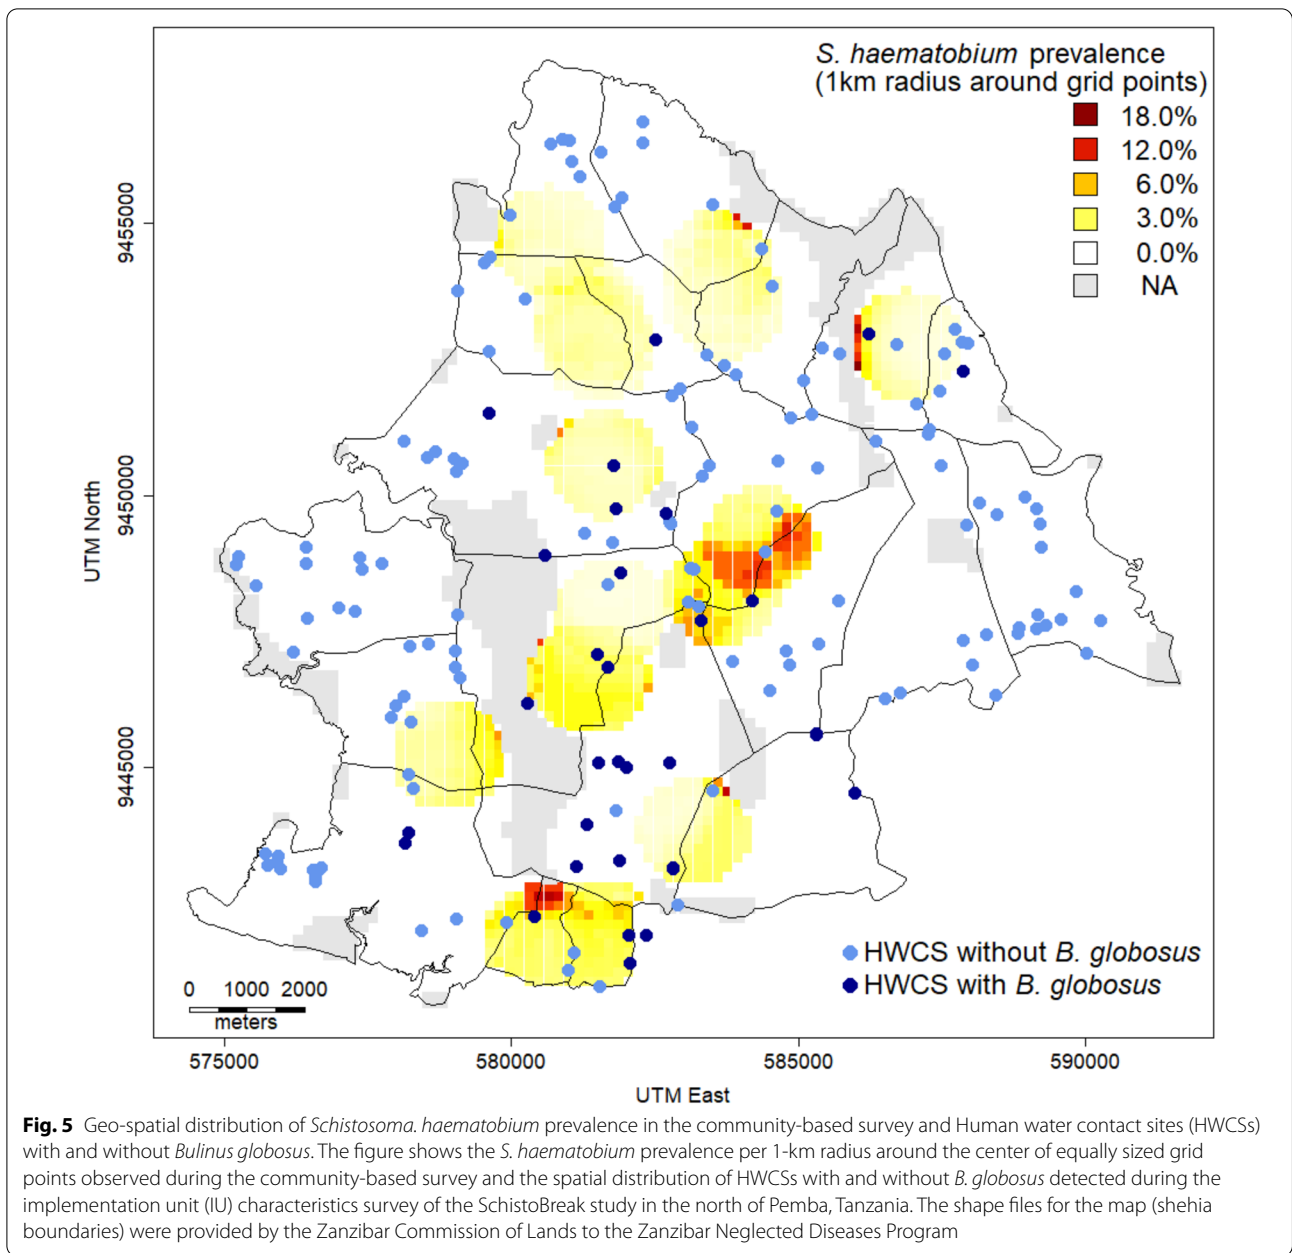 S. haematobium prevalence
(1km radius around grid points)
18.0%
12.0%
6.0%
3.0%
0.0%
NA
9455000
9450000
9445000
UTM North
HWCS without B. globosus
HWCS with B. globosus
0 1000 2000
meters
575000 580000 585000 590000
UTM East
Fig. 5 Geo-spatial distribution of Schistosoma. haematobium prevalence in the community-based survey and Human water contact sites (HWCSs)
with and without Bulinus globosus. The figure shows the S. haematobium prevalence per 1-km radius around the center of equally sized grid
points observed during the community-based survey and the spatial distribution of HWCSs with and without B. globosus detected during the
implementation unit (IU) characteristics survey of the SchistoBreak study in the north of Pemba, Tanzania. The shape files for the map (shehia
boundaries) were provided by the Zanzibar Commission of Lands to the Zanzibar Neglected Diseases Program